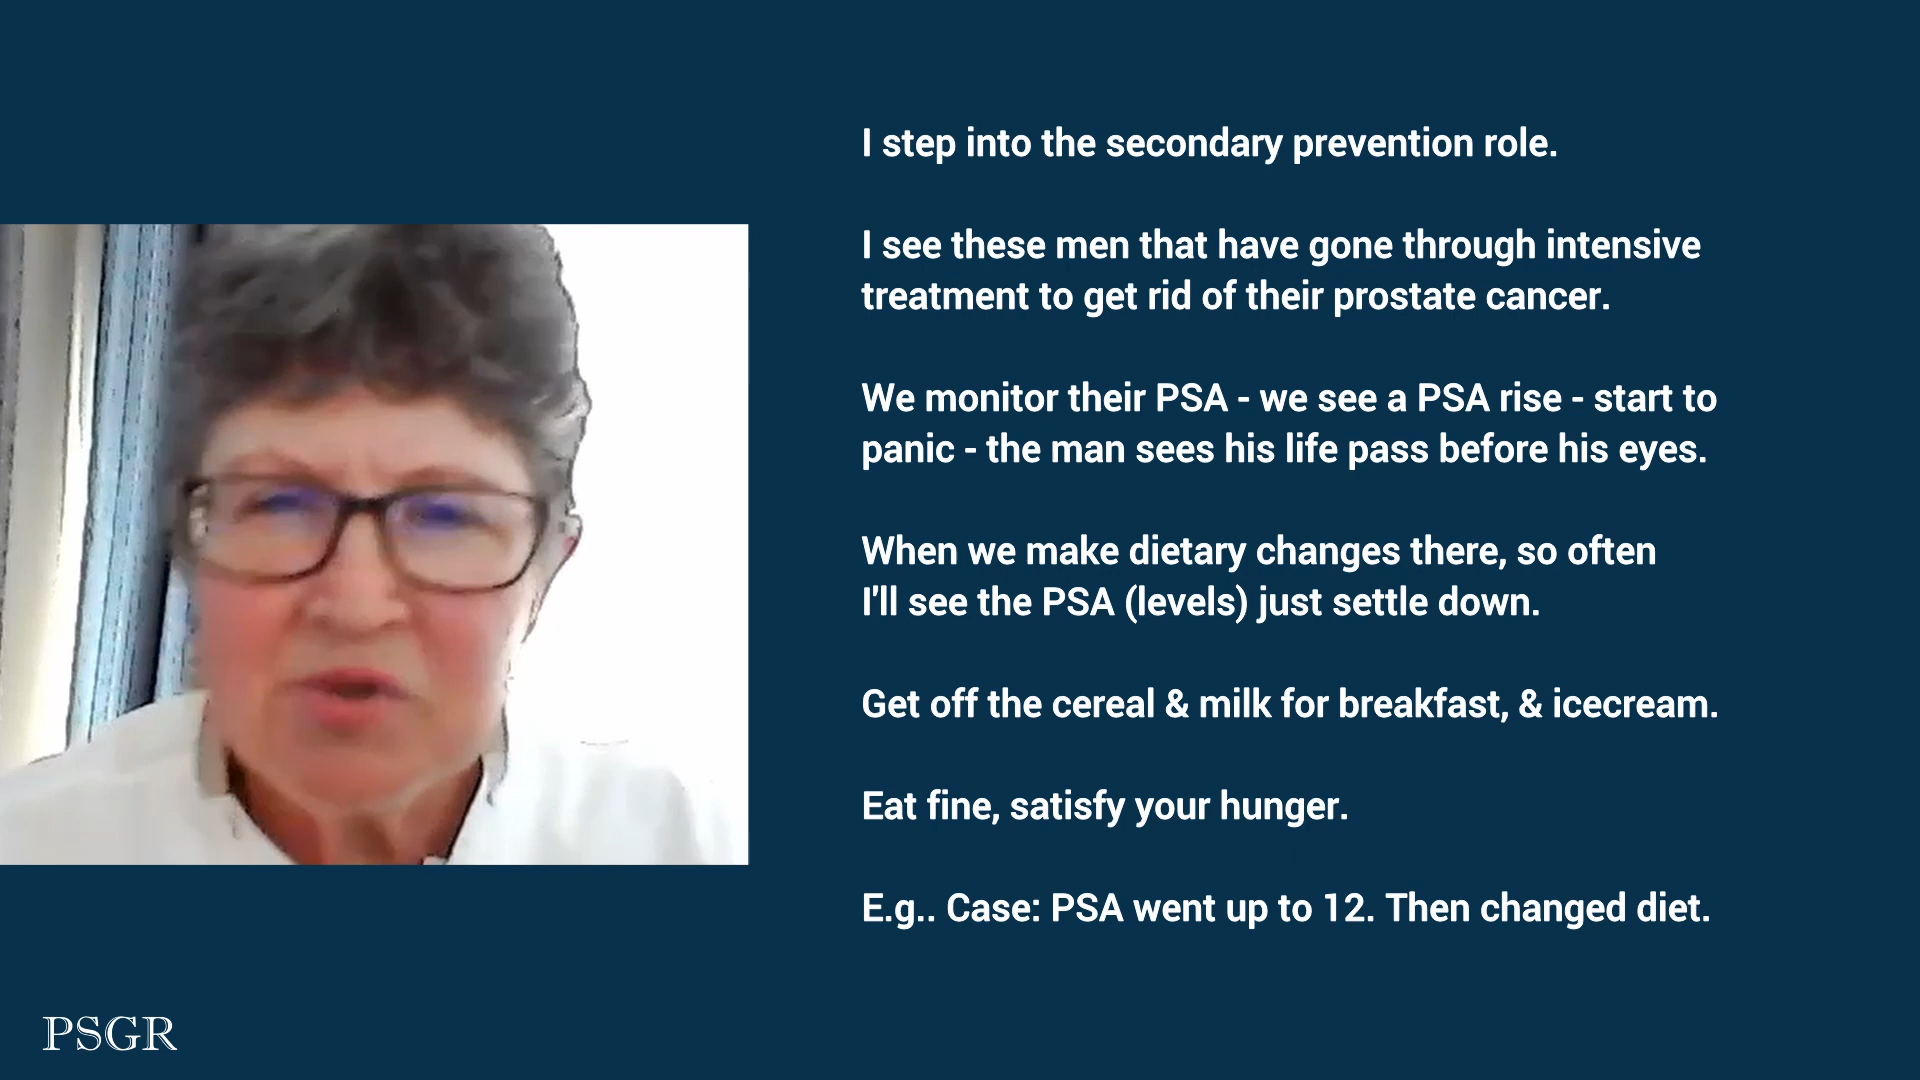 I step into the secondary prevention role.
I see these men that have gone through intensive
treatment to get rid of their prostate cancer.
We monitor their PSA - we see a PSA rise - start to
panic - the man sees his life pass before his eyes.
When we make dietary changes there, so often
I'll see the PSA (levels) just settle down.
Get off the cereal & milk for breakfast, & icecream.
Eat fine, satisfy your hunger.
E.g.. Case: PSA went up to 12. Then changed diet.
PSGR